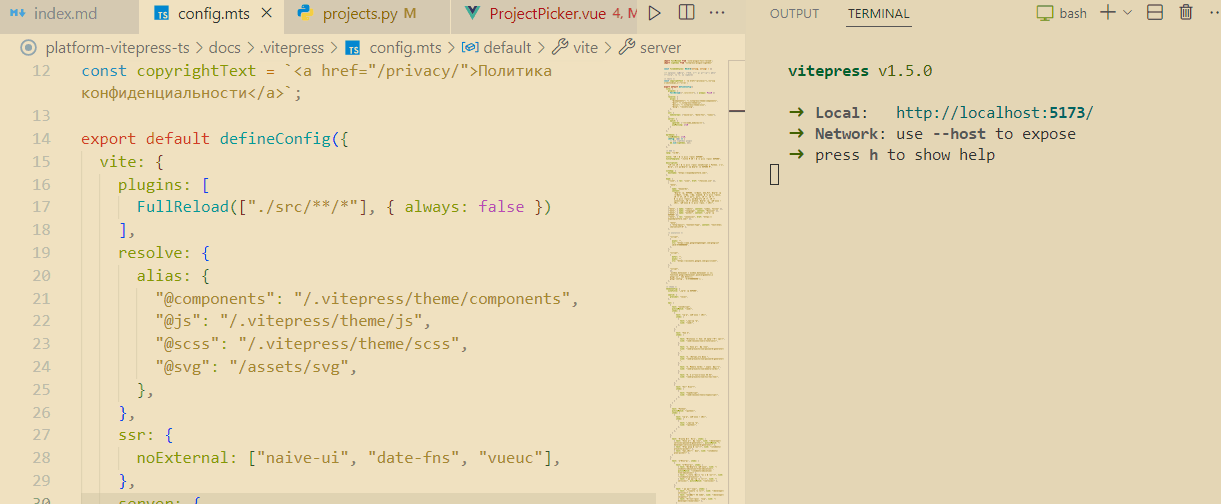 index.md
config.mts
projects.py M
ProjectPicker.vue 4, M
platform-vitepress-ts > docs > .vitepress > config.mts > default > vite > server
12 const copyrightText = `<a href="/privacy/">Политика
конфиденциальности</a>`;
13
14 export default defineConfig({
15 vite: {
16 plugins: [
17 FullReload(["./src/**/*"], { always: false })
18 ],
19 resolve: {
20 alias: {
21 "@components": "/.vitepress/theme/components",
22 "@js": "/.vitepress/theme/js",
23 "@scss": "/.vitepress/theme/scss",
24 "@svg": "/assets/svg",
25 },
26 },
27 ssr: {
28 noExternal: ["naive-ui", "date-fns", "vueuc"],
29 },
30 server: {
OUTPUT
TERMINAL
bash
vitepress v1.5.0
➜ Local: http://localhost:5173/
➜ Network: use --host to expose
➜ press h to show help